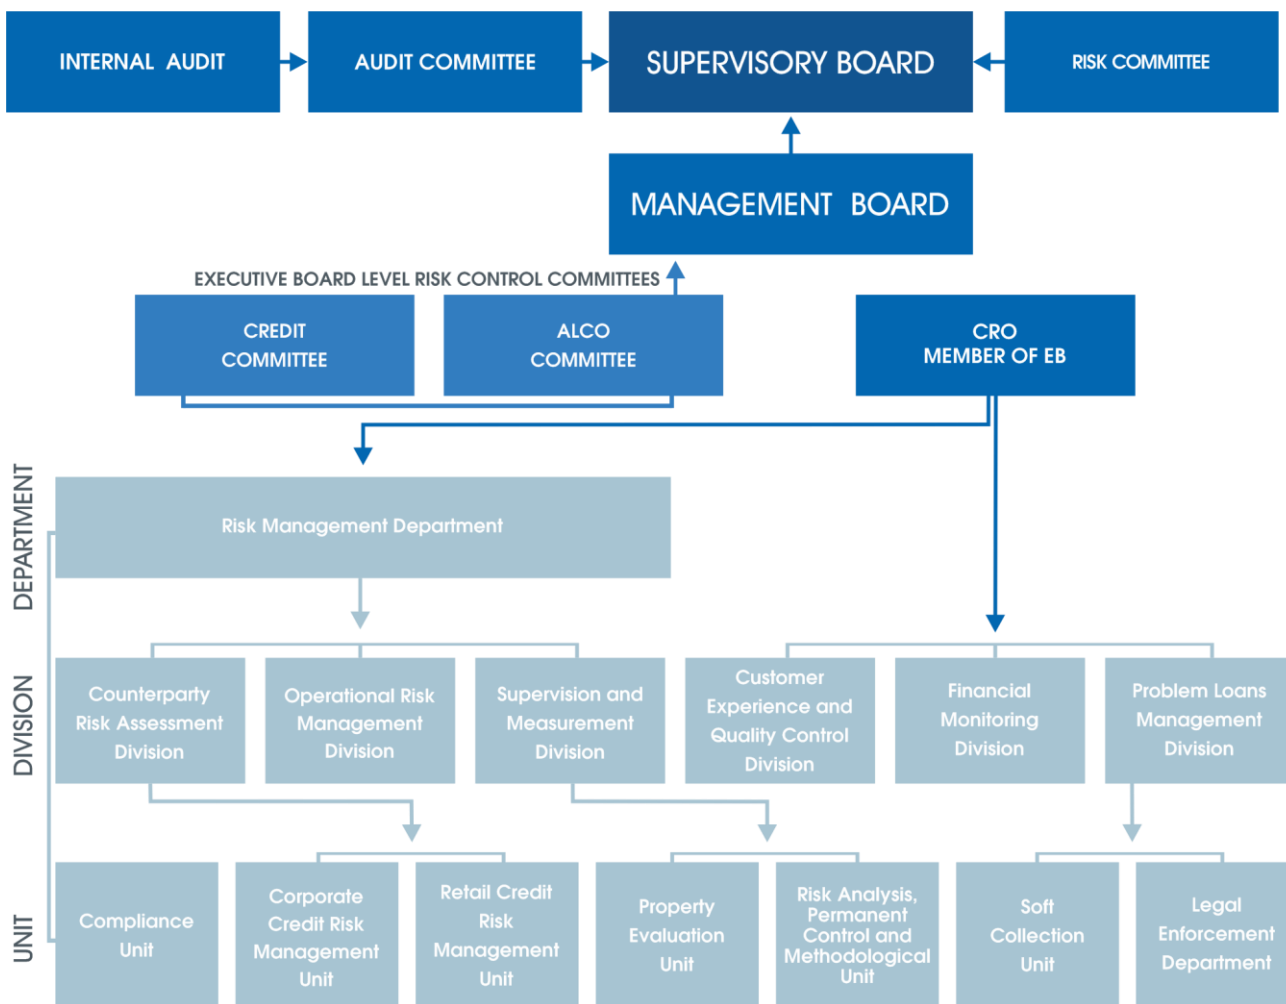 INTERNAL AUDIT
AUDIT COMMITTEE
SUPERVISORY BOARD
RISK COMMITTEE
MANAGEMENT BOARD
EXECUTIVE BOARD LEVEL RISK CONTROL COMMITTEES
CREDIT
COMMITTEE
ALCO
COMMITTEE
CRO
MEMBER OF EB
DEPARTMENT
Risk Management Department
DIVISION
Counterparty
Risk Assessment
Division
Operational Risk
Management
Division
Supervision and
Measurement
Division
Customer
Experience and
Quality Control
Division
Financial
Monitoring
Division
Problem Loans
Management
Division
UNIT
Compliance
Unit
Corporate
Credit Risk
Management
Unit
Retail Credit
Risk
Management
Unit
Property
Evaluation
Unit
Risk Analysis,
Permanent
Control and
Methodological
Unit
Soft
Collection
Unit
Legal
Enforcement
Department